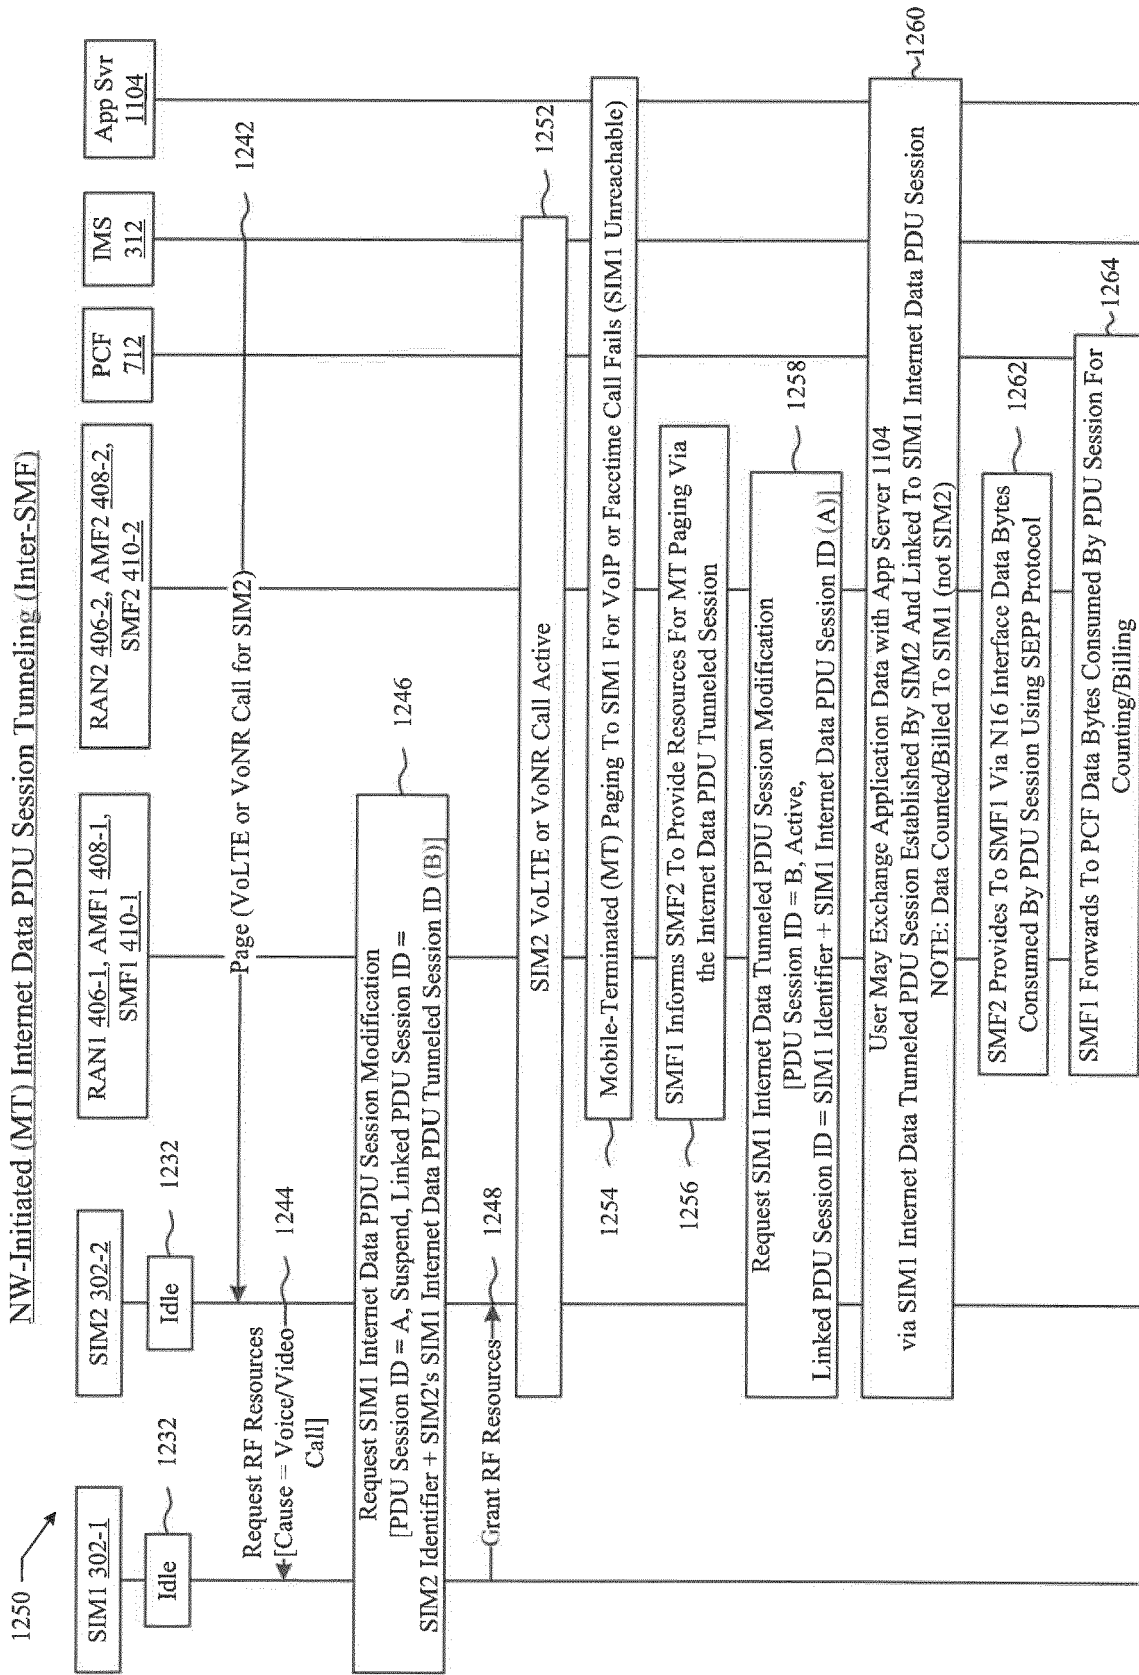 NW-Initiated (MT) Internet Data PDU Session Tunneling (Inter-SMF)
1250
SIM1 302-1
SIM2 302-2
RAN1 406-1, AMF1 408-1,
SMF1 410-1
RAN2 406-2, AMF2 408-2,
SMF2 410-2
PCF
712
IMS
312
App Svr
1104
Idle
1232
Idle
1232
Page (VoLTE or VoNR Call for SIM2)
1242
Request RF Resources
[Cause = Voice/Video
Call]
1244
Request SIM1 Internet Data PDU Session Modification
[PDU Session ID = A, Suspend, Linked PDU Session ID =
SIM2 Identifier + SIM2's SIM1 Internet Data PDU Tunneled Session ID (B)]
1246
Grant RF Resources
1248
SIM2 VoLTE or VoNR Call Active
1252
Mobile-Terminated (MT) Paging To SIM1 For VoIP or Facetime Call Fails (SIM1 Unreachable)
1254
SMF1 Informs SMF2 To Provide Resources For MT Paging Via
the Internet Data PDU Tunneled Session
1256
Request SIM1 Internet Data Tunneled PDU Session Modification
[PDU Session ID = B, Active,
Linked PDU Session ID = SIM1 Identifier + SIM1 Internet Data PDU Session ID (A)]
1258
User May Exchange Application Data with App Server 1104
via SIM1 Internet Data Tunneled PDU Session Established By SIM2 And Linked To SIM1 Internet Data PDU Session
NOTE: Data Counted/Billed To SIM1 (not SIM2)
1260
SMF2 Provides To SMF1 Via N16 Interface Data Bytes
Consumed By PDU Session Using SEPP Protocol
1262
SMF1 Forwards To PCF Data Bytes Consumed By PDU Session For
Counting/Billing
1264